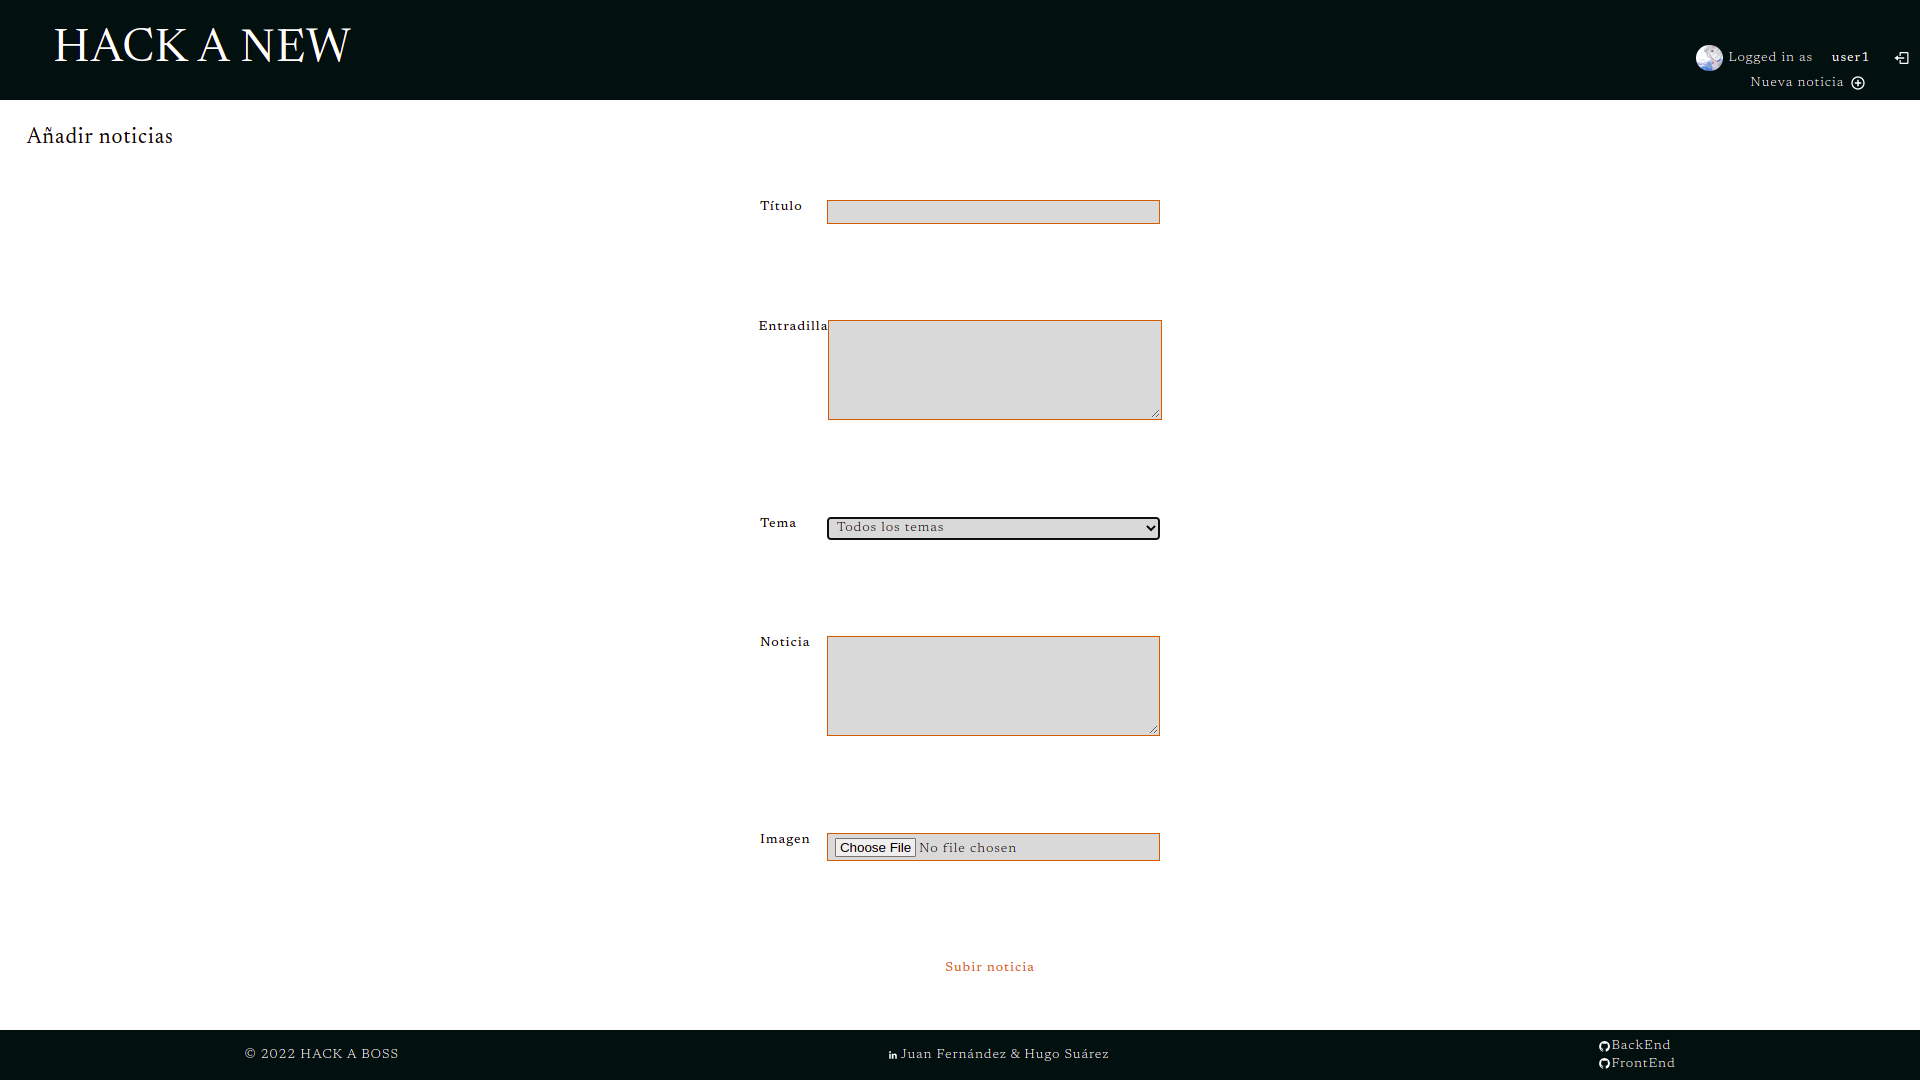 HACK A NEW
Logged in as user1
Nueva noticia
Añadir noticias
Título
Entradilla
Tema
Todos los temas
Noticia
Imagen
Choose File No file chosen
Subir noticia
© 2022 HACK A BOSS
in Juan Fernández & Hugo Suárez
BackEnd
FrontEnd